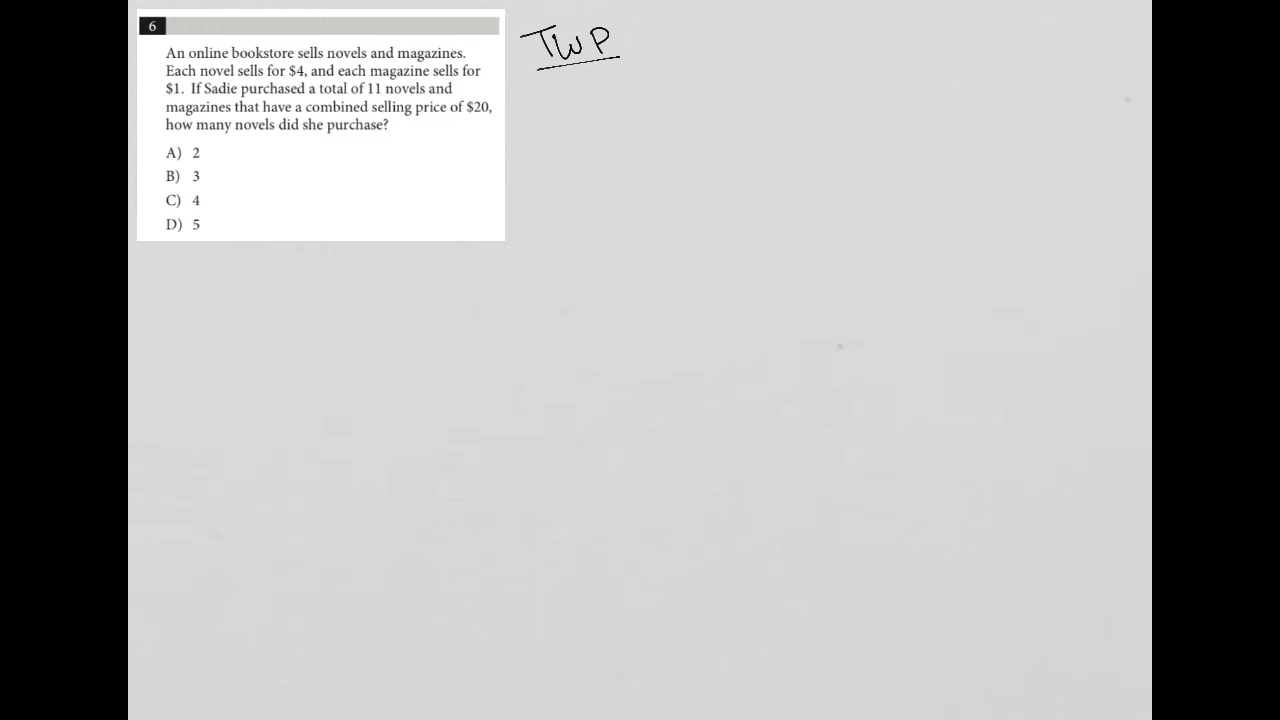 6
TWP
An online bookstore sells novels and magazines.
Each novel sells for $4, and each magazine sells for
$1. If Sadie purchased a total of 11 novels and
magazines that have a combined selling price of $20,
how many novels did she purchase?
A) 2
B) 3
C) 4
D) 5